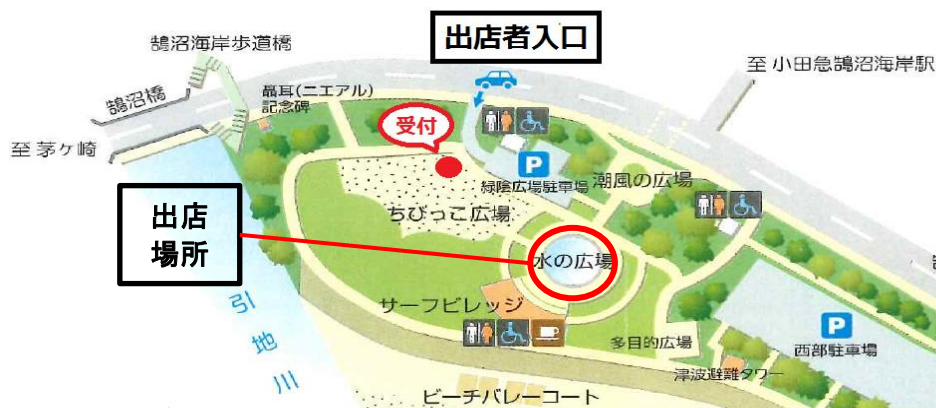 出店者入口
鵠沼海岸歩道橋
至 小田急鵠沼海岸駅
聶耳(ニエアル)
記念碑
鵠沼橋
受付
至 茅ヶ崎
P
緑陰広場駐車場
潮風の広場
出店
場所
ちびっこ広場
水の広場
サーフビレッジ
引地川
P
西部駐車場
多目的広場
津波避難タワー
ビーチバレーコート